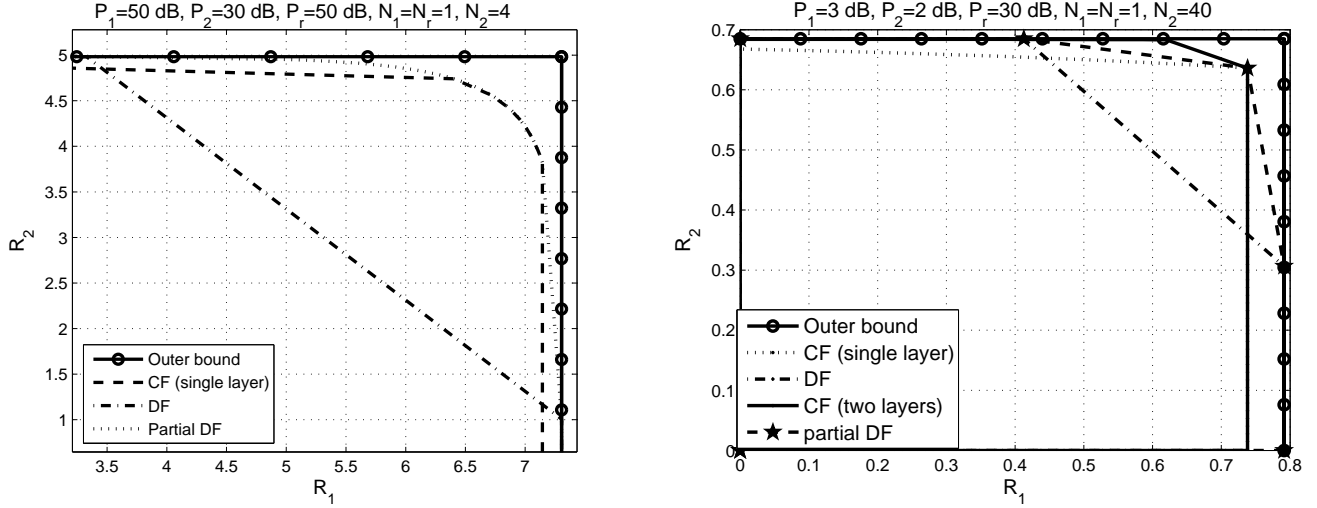 P_1=50 dB, P_2=30 dB, P_r=50 dB, N_1=N_r=1, N_2=4
5
4.5
4
3.5
3
2.5
2
1.5
1
R_2
Outer bound
CF (single layer)
DF
Partial DF
3.5 4 4.5 5 5.5 6 6.5 7
R_1
P_1=3 dB, P_2=2 dB, P_r=30 dB, N_1=N_r=1, N_2=40
0.7
0.6
0.5
0.4
0.3
0.2
0.1
0
R_2
Outer bound
CF (single layer)
DF
CF (two layers)
partial DF
0 0.1 0.2 0.3 0.4 0.5 0.6 0.7 0.8
R_1